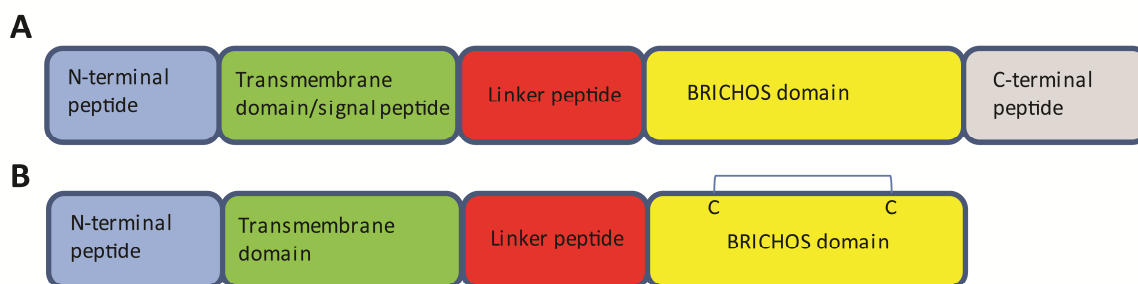 A
N-terminal
peptide
Transmembrane
domain/signal peptide
Linker peptide
BRICHOS domain
C-terminal
peptide
B
N-terminal
peptide
Transmembrane
domain
Linker peptide
C
C
BRICHOS domain